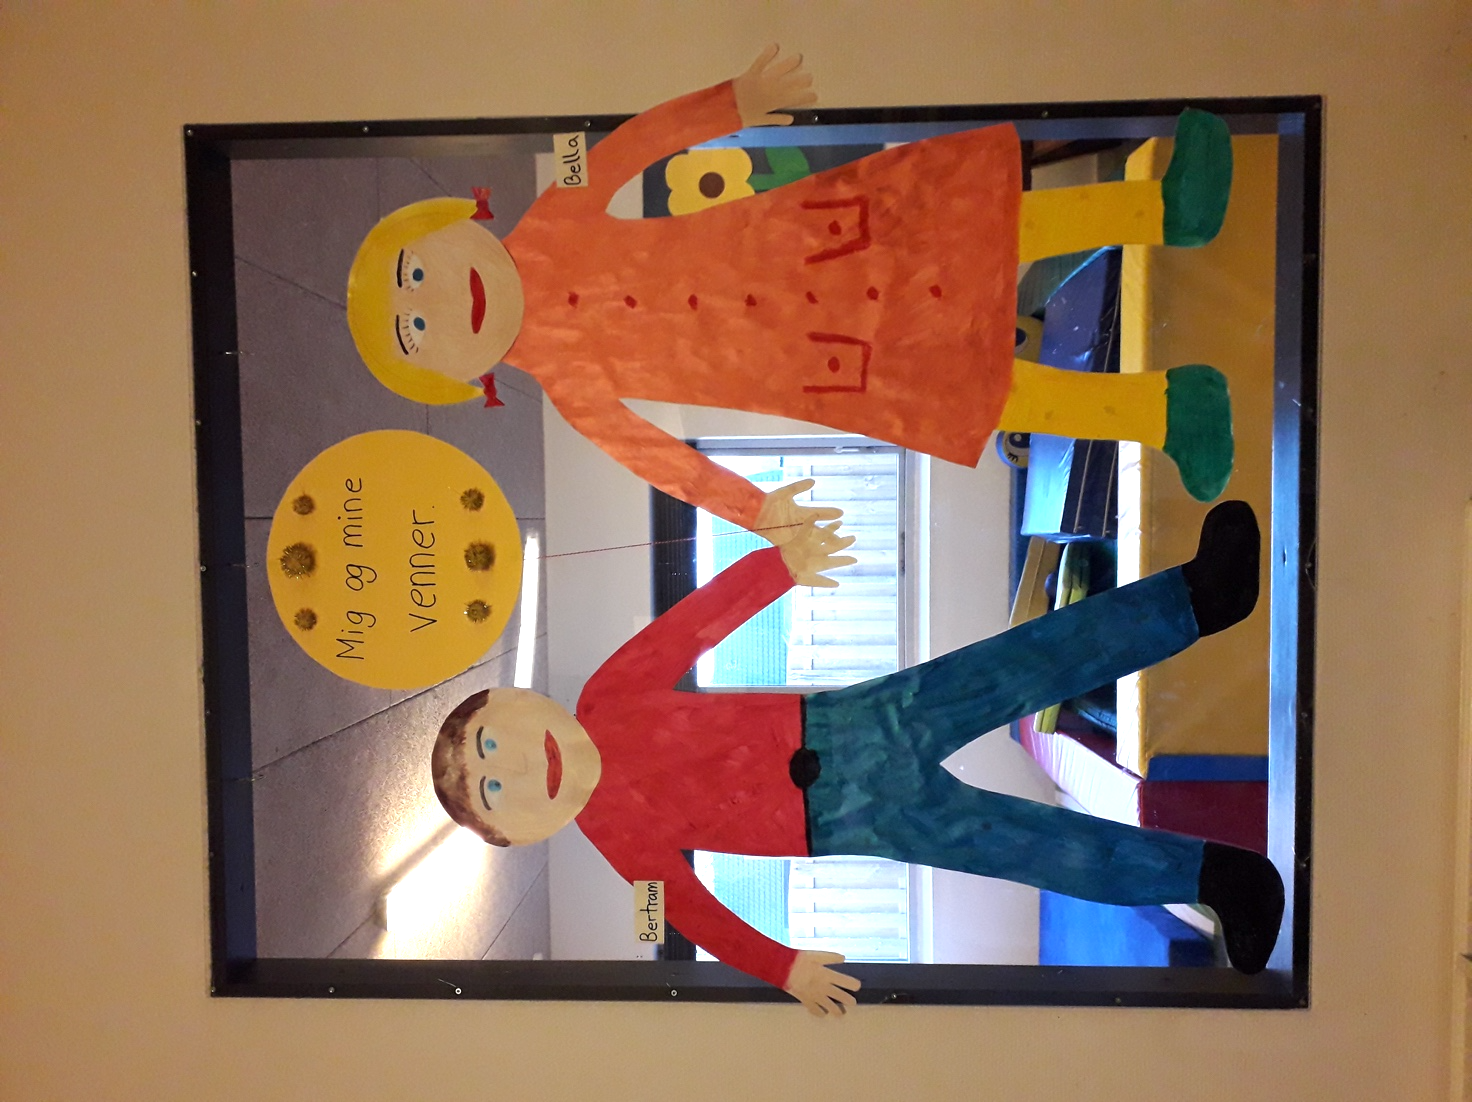 Mig og mine
venner.
Bella
Bertram